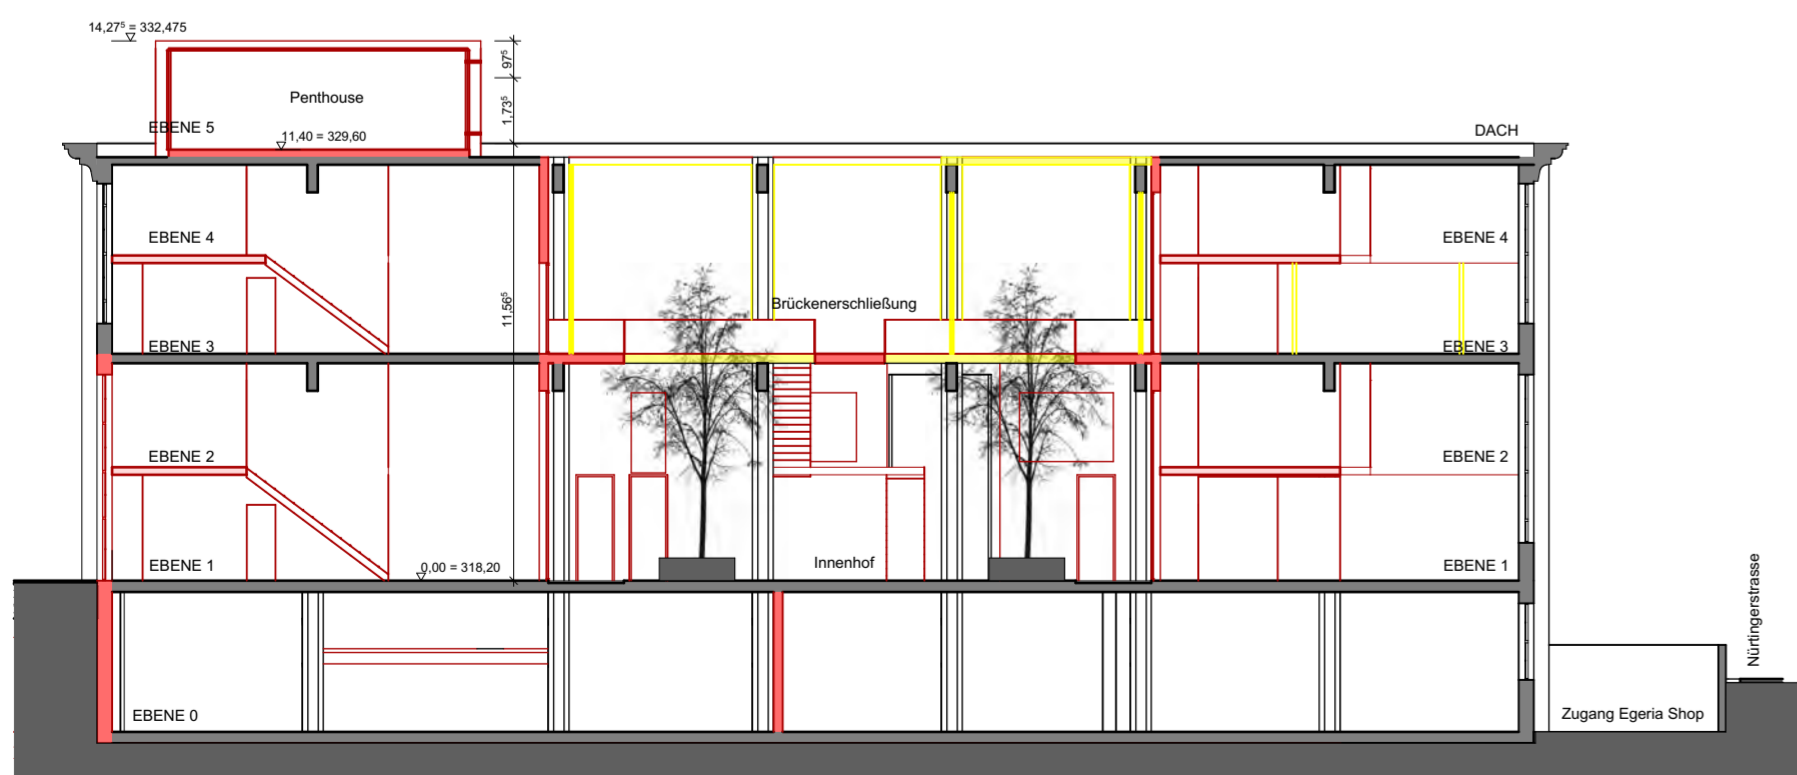 14,27⁵ = 332,475
97⁵
Penthouse
1,73⁵
EBENE 5
11,40 = 329,60
DACH
EBENE 4
EBENE 4
Brückenerschließung
11,56⁵
EBENE 3
EBENE 3
EBENE 2
EBENE 2
EBENE 1
0,00 = 318,20
Innenhof
EBENE 1
Nürtingerstrasse
EBENE 0
Zugang Egeria Shop